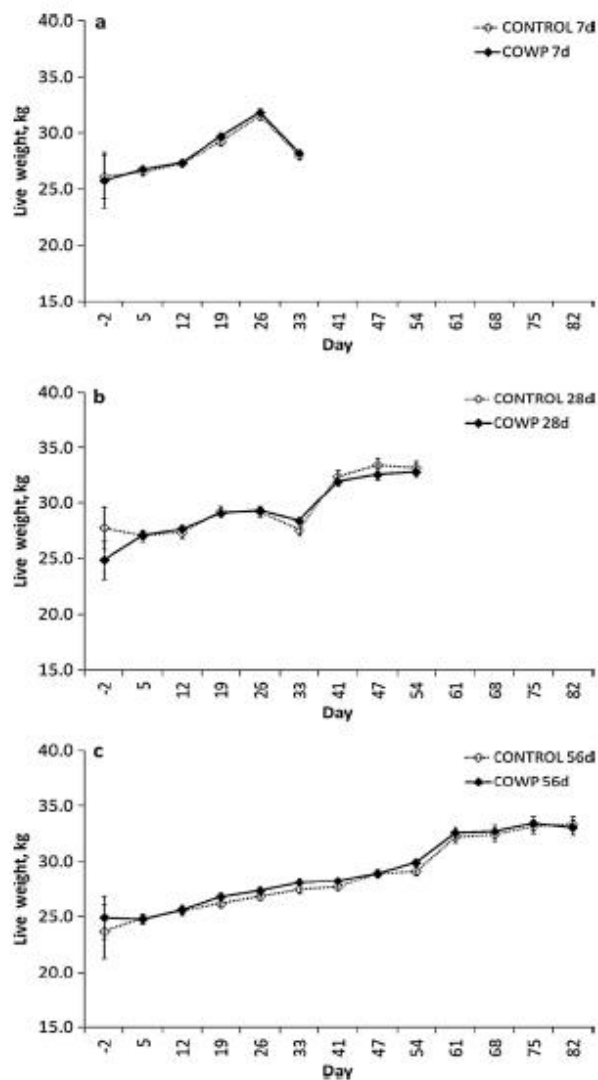 a
CONTROL 7d
COWP 7d
40.0
35.0
30.0
25.0
20.0
15.0
Live weight, kg
-2 5 12 19 26 33 41 47 54 61 68 75 82
Day
b
CONTROL 28d
COWP 28d
40.0
35.0
30.0
25.0
20.0
15.0
Live weight, kg
-2 5 12 19 26 33 41 47 54 61 68 75 82
Day
c
CONTROL 56d
COWP 56d
40.0
35.0
30.0
25.0
20.0
15.0
Live weight, kg
-2 5 12 19 26 33 41 47 54 61 68 75 82
Day